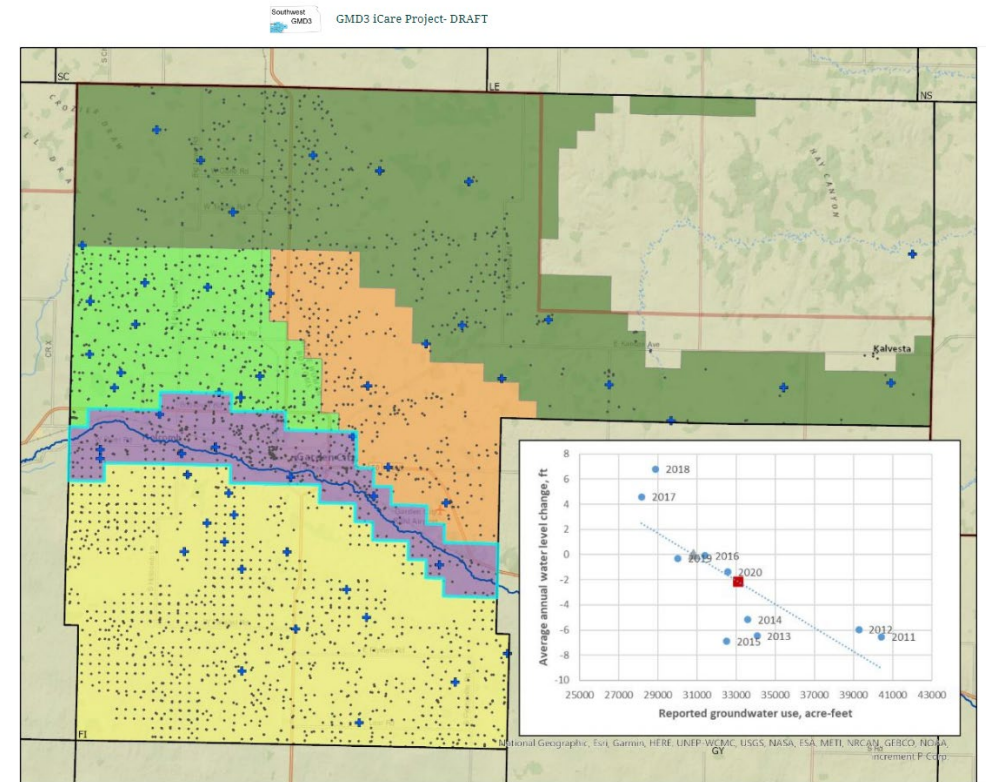 Southwest
GMD3
GMD3 iCare Project- DRAFT
SC
LE
NS
HAY CANYON
CR X
E Kansas Ave
Kalvesta
8
6
4
2
0
-2
-4
-6
-8
-10
2018
2017
2016
2019
2020
2014
2013
2015
2012
2011
Average annual water level change, ft
25000 27000 29000 31000 33000 35000 37000 39000 41000 43000
Reported groundwater use, acre-feet
FI
GY
National Geographic, Esri, Garmin, HERE, UNEP-WCMC, USGS, NASA, ESA, METI, NRCAN, GEBCO, NOAA,
increment P Corp.